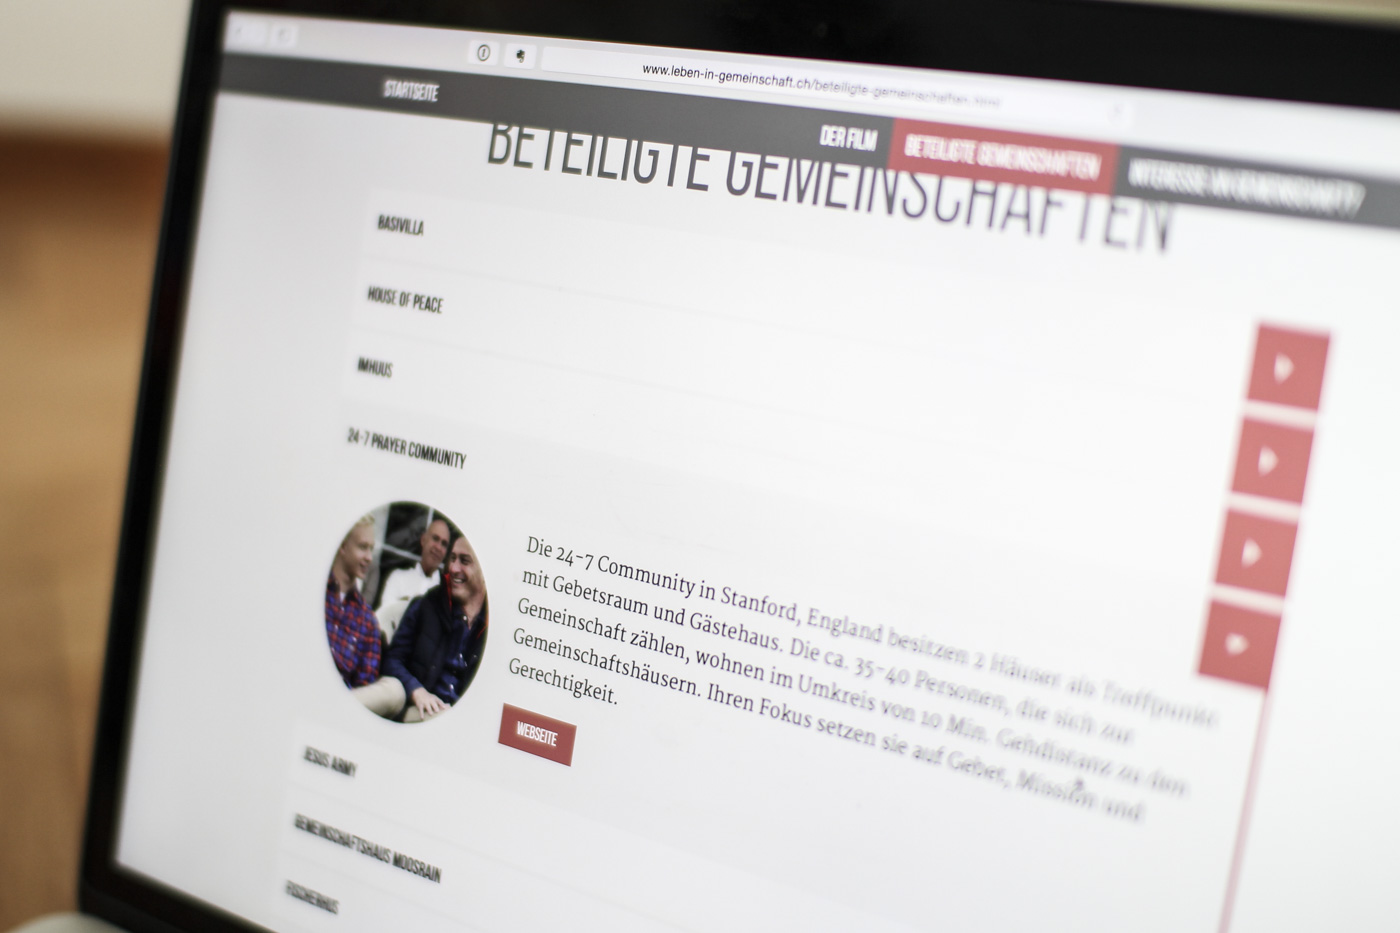 www.leben-in-gemeinschaft.ch/beteiligte-gemeinschaften.html
STARTSEITE
DER FILM
BETEILIGTE GEMEINSCHAFTEN
INTERESSE AN GEMEINSCHAFT?
BETEILIGTE GEMEINSCHAFTEN
BASIVILLA
HOUSE OF PEACE
IMHUUS
24-7 PRAYER COMMUNITY
Die 24-7 Community in Stanford, England besitzen 2 Häuser als Treffpunkt
mit Gebetsraum und Gästehaus. Die ca. 35-40 Personen, die sich zur
Gemeinschaft zählen, wohnen im Umkreis von 10 Min. Gehdistanz zu den
Gemeinschaftshäusern. Ihren Fokus setzen sie auf Gebet, Mission und
Gerechtigkeit.
WEBSEITE
JESUS ARMY
GEMEINSCHAFTSHAUS MOOSRAIN
FISCHERHUS